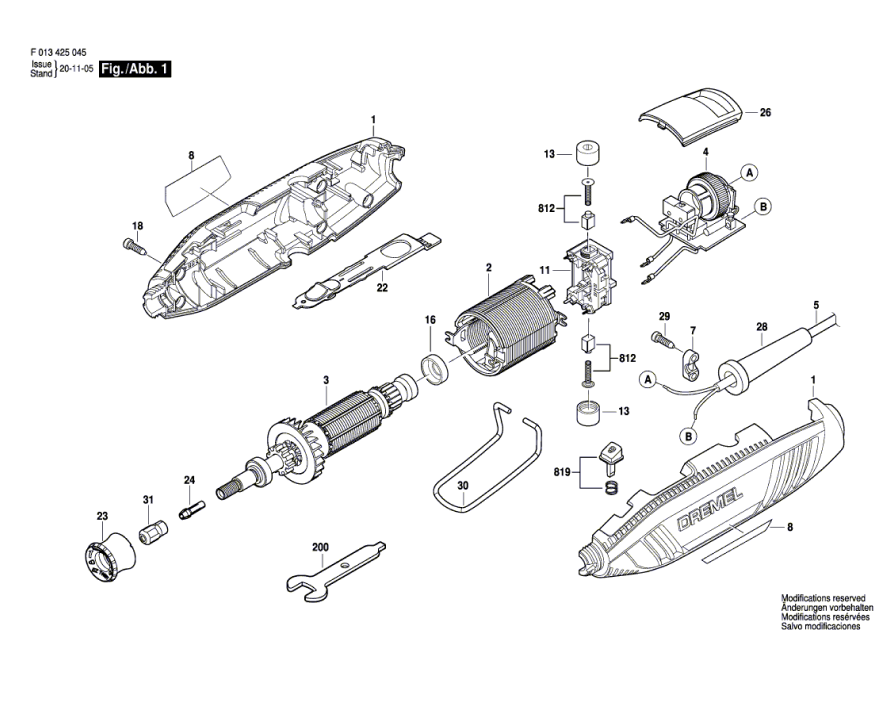 F 013 425 045
Issue
Stand
20-11-05
Fig./Abb. 1
1
26
8
13
4
A
812
B
18
11
2
22
5
16
29
7
28
812
3
A
1
13
B
819
30
24
31
23
DREMEL
8
200
Modifications reserved
Änderungen vorbehalten
Modifications resérvées
Salvo modificaciones